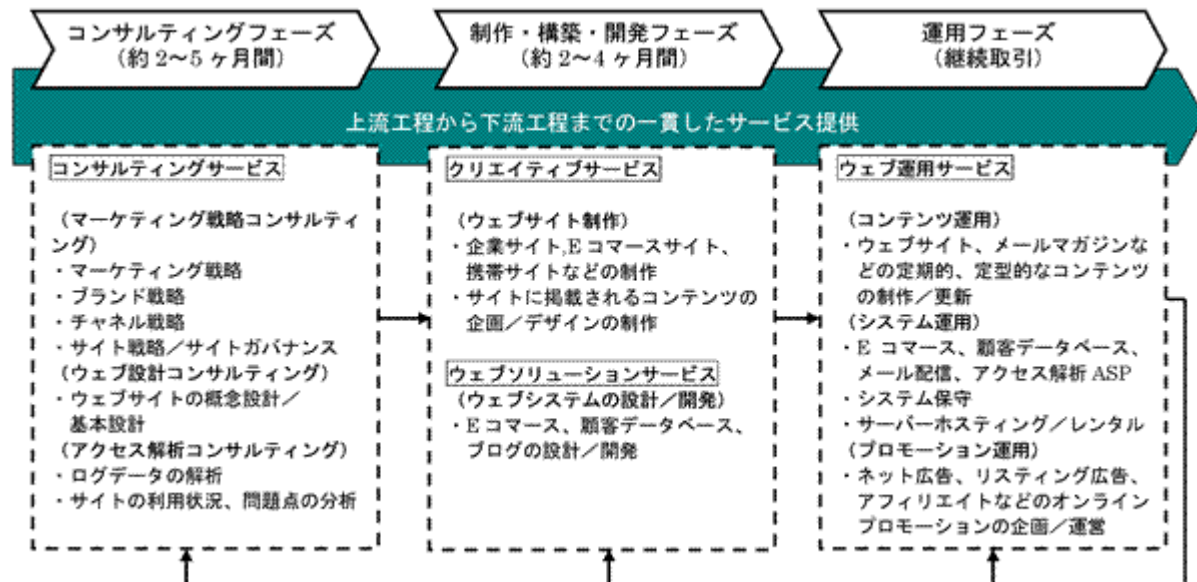 コンサルティングフェーズ
（約2～5ヶ月間）
制作・構築・開発フェーズ
（約2～4ヶ月間）
運用フェーズ
（継続取引）
上流工程から下流工程までの一貫したサービス提供
コンサルティングサービス
（マーケティング戦略コンサルティ
ング）
・マーケティング戦略
・ブランド戦略
・チャネル戦略
・サイト戦略／サイトガバナンス
（ウェブ設計コンサルティング）
・ウェブサイトの概念設計／
基本設計
（アクセス解析コンサルティング）
・ログデータの解析
・サイトの利用状況、問題点の分析
クリエイティブサービス
（ウェブサイト制作）
・企業サイト,Eコマースサイト、
携帯サイトなどの制作
・サイトに掲載されるコンテンツの
企画／デザインの制作
ウェブソリューションサービス
（ウェブシステムの設計／開発）
・Eコマース、顧客データベース、
ブログの設計／開発
ウェブ運用サービス
（コンテンツ運用）
・ウェブサイト、メールマガジンな
どの定期的、定型的なコンテンツ
の制作／更新
（システム運用）
・E コマース、顧客データベース、
メール配信、アクセス解析 ASP
・システム保守
・サーバーホスティング／レンタル
（プロモーション運用）
・ネット広告、リスティング広告、
アフィリエイトなどのオンライン
プロモーションの企画／運営